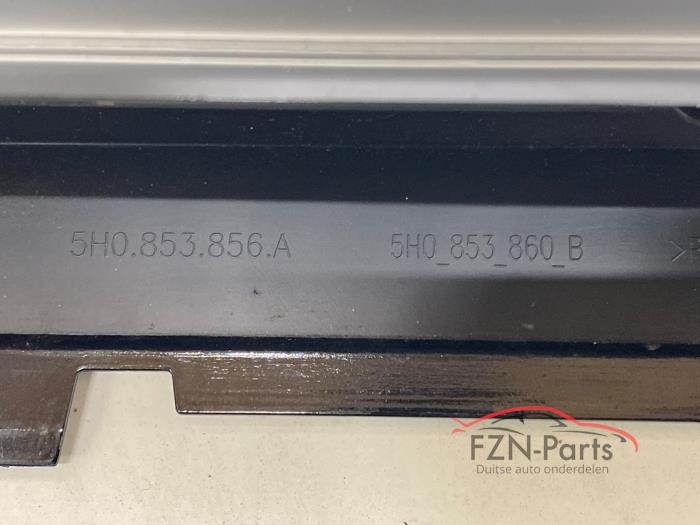 5H0.853.856.A
5H0_853_860_B
FZN-Parts
Duitse auto onderdelen